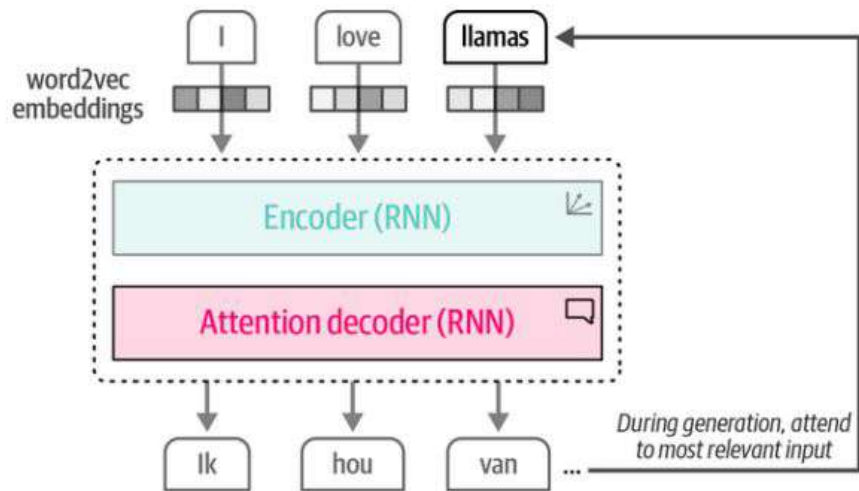 I love llamas
word2vec
embeddings
Encoder (RNN)
Attention decoder (RNN)
Ik hou van ...
During generation, attend
to most relevant input